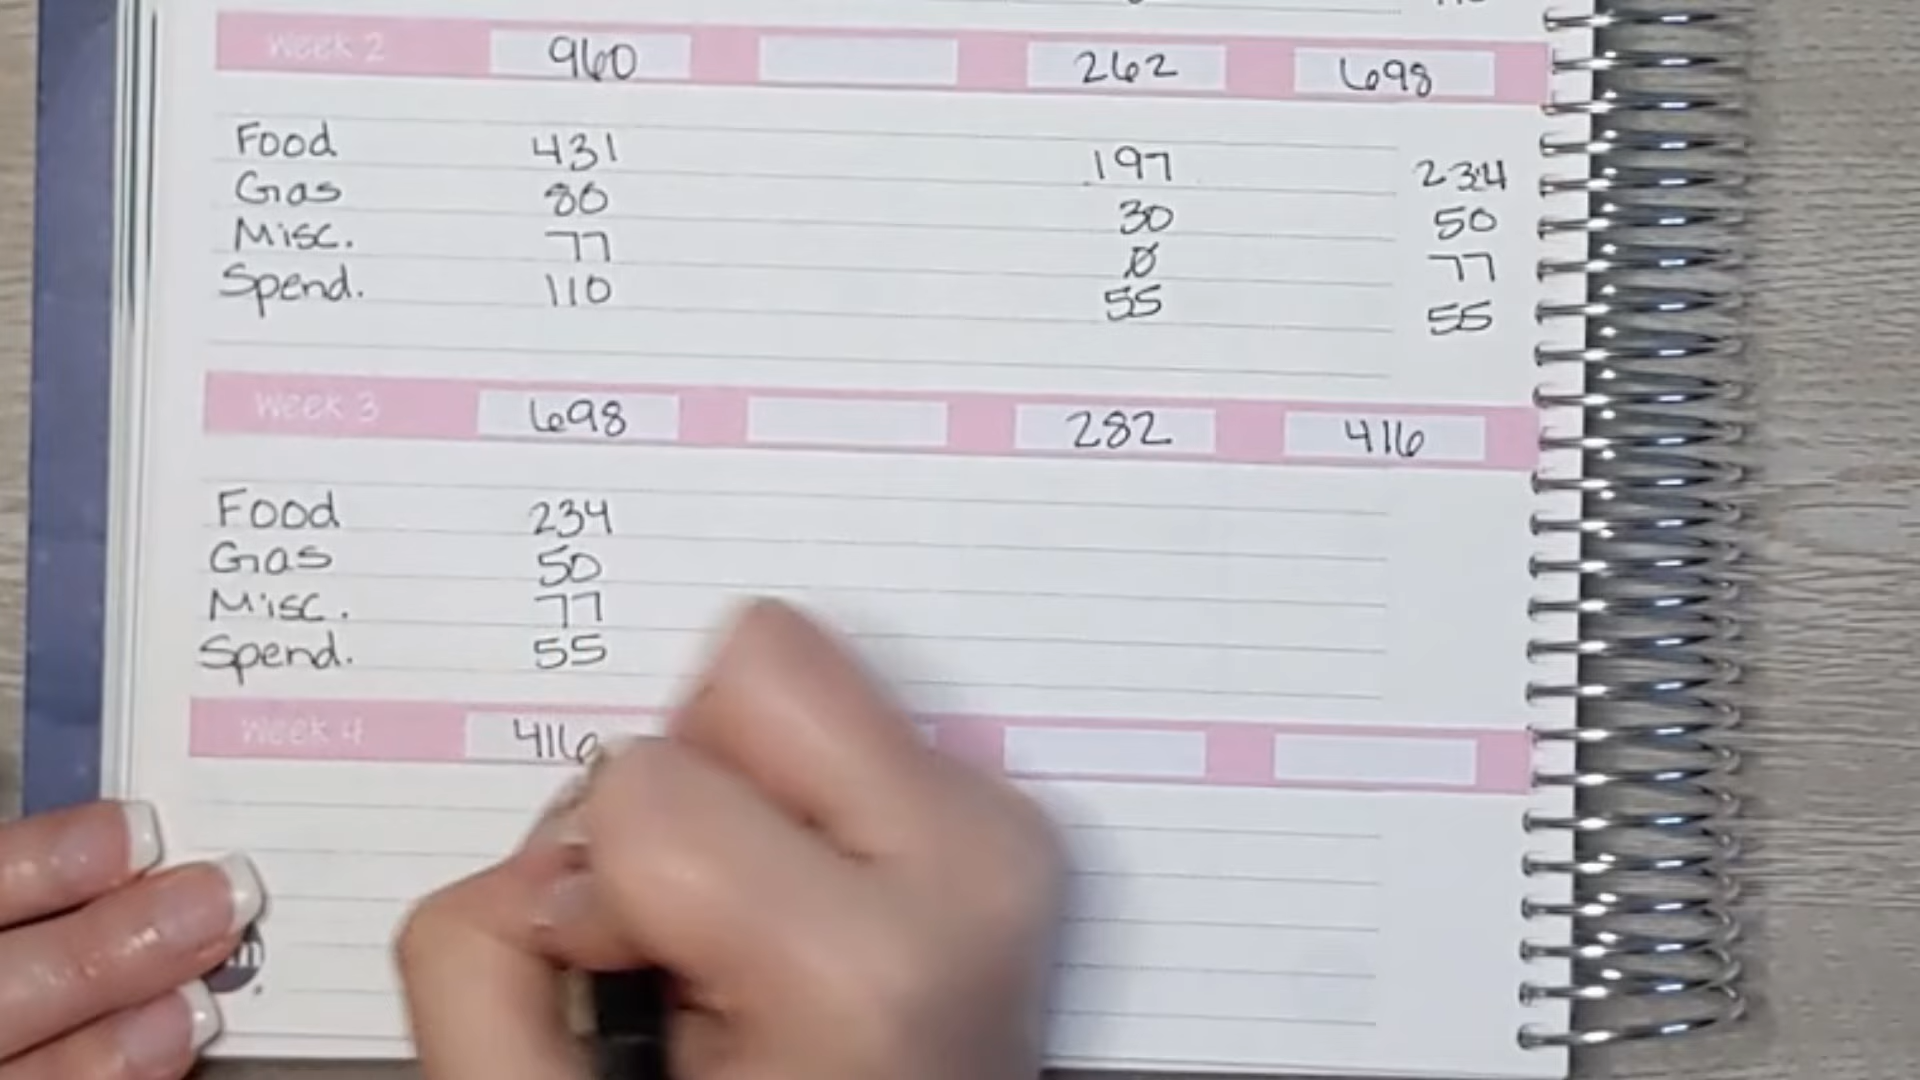 Week 2 960 262 698
Food 431 197 234
Gas 80 30 50
Misc. 77 Ø 77
Spend. 110 55 55
Week 3 698 282 416
Food 234
Gas 50
Misc. 77
Spend. 55
Week 4 416